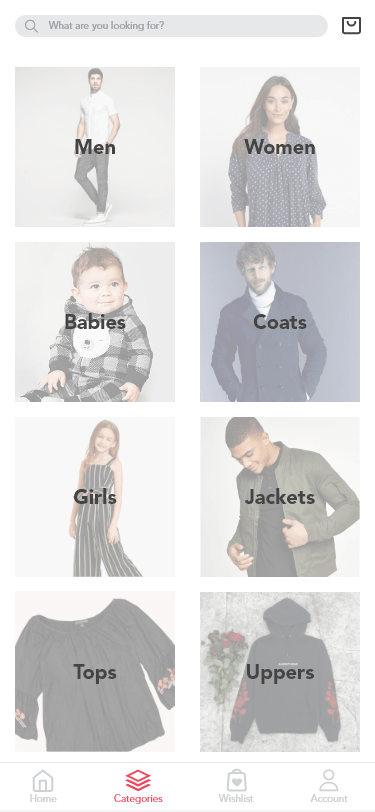 What are you looking for?
Men
Women
Babies
Coats
Girls
Jackets
Tops
Uppers
Home
Categories
Wishlist
Account